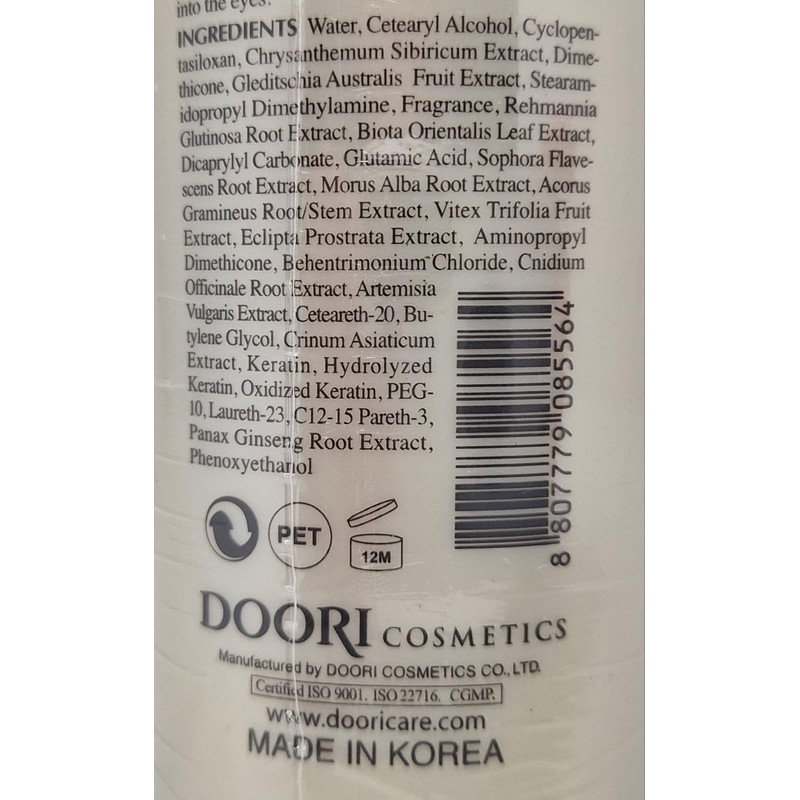 into the eyes.
INGREDIENTS Water, Cetearyl Alcohol, Cyclopen-
tasiloxan, Chrysanthemum Sibiricum Extract, Dime-
thicone, Gleditschia Australis Fruit Extract, Stearam-
idopropyl Dimethylamine, Fragrance, Rehmannia
Glutinosa Root Extract, Biota Orientalis Leaf Extract,
Dicaprylyl Carbonate, Glutamic Acid, Sophora Flave-
scens Root Extract, Morus Alba Root Extract, Acorus
Gramineus Root/Stem Extract, Vitex Trifolia Fruit
Extract, Eclipta Prostrata Extract, Aminopropyl
Dimethicone, Behentrimonium Chloride, Cnidium
Officinale Root Extract, Artemisia
Vulgaris Extract, Ceteareth-20, Bu-
tylene Glycol, Crinum Asiaticum
Extract, Keratin, Hydrolyzed
Keratin, Oxidized Keratin, PEG-
10, Laureth-23, C12-15 Pareth-3,
Panax Ginseng Root Extract,
Phenoxyethanol
8 807779 085564
PET
12M
DOORI COSMETICS
Manufactured by DOORI COSMETICS CO., LTD.
Certified ISO 9001. ISO 22716. CGMP.
www.dooricare.com
MADE IN KOREA